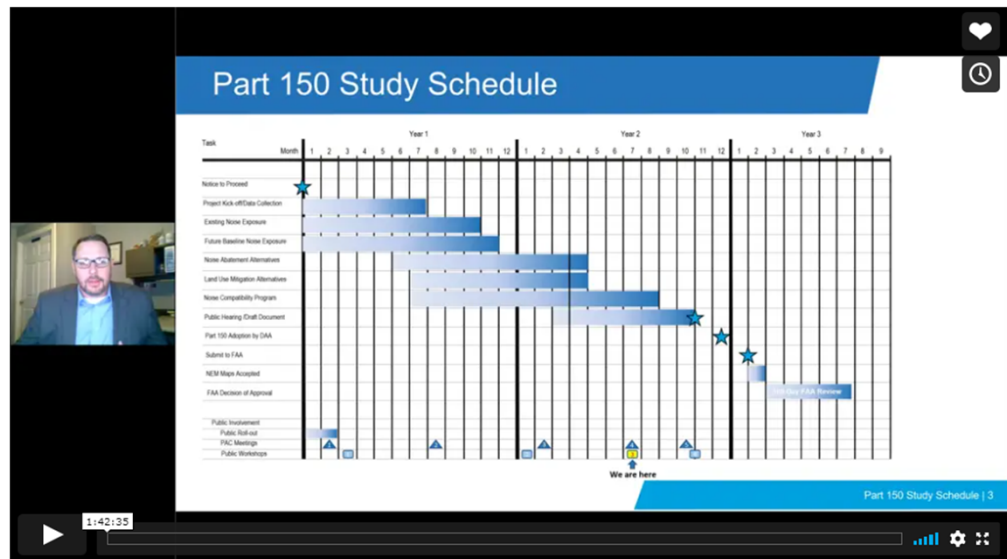 Part 150 Study Schedule
Year 1 Year 2 Year 3
Task
Month 1 2 3 4 5 6 7 8 9 10 11 12 1 2 3 4 5 6 7 8 9 10 11 12 1 2 3 4 5 6 7 8 9
Notice to Proceed
Project Kick-off/Data Collection
Existing Noise Exposure
Future Baseline Noise Exposure
Noise Abatement Alternatives
Land Use Mitigation Alternatives
Noise Compatibility Program
Public Hearing /Draft Document
Part 150 Adoption by DAA
Submit to FAA
NEM Maps Accepted
FAA Decision of Approval FAA Review
Public Involvement
Public Roll-out
PAC Meetings
Public Workshops 3
We are here
Part 150 Study Schedule | 3
1:42:35